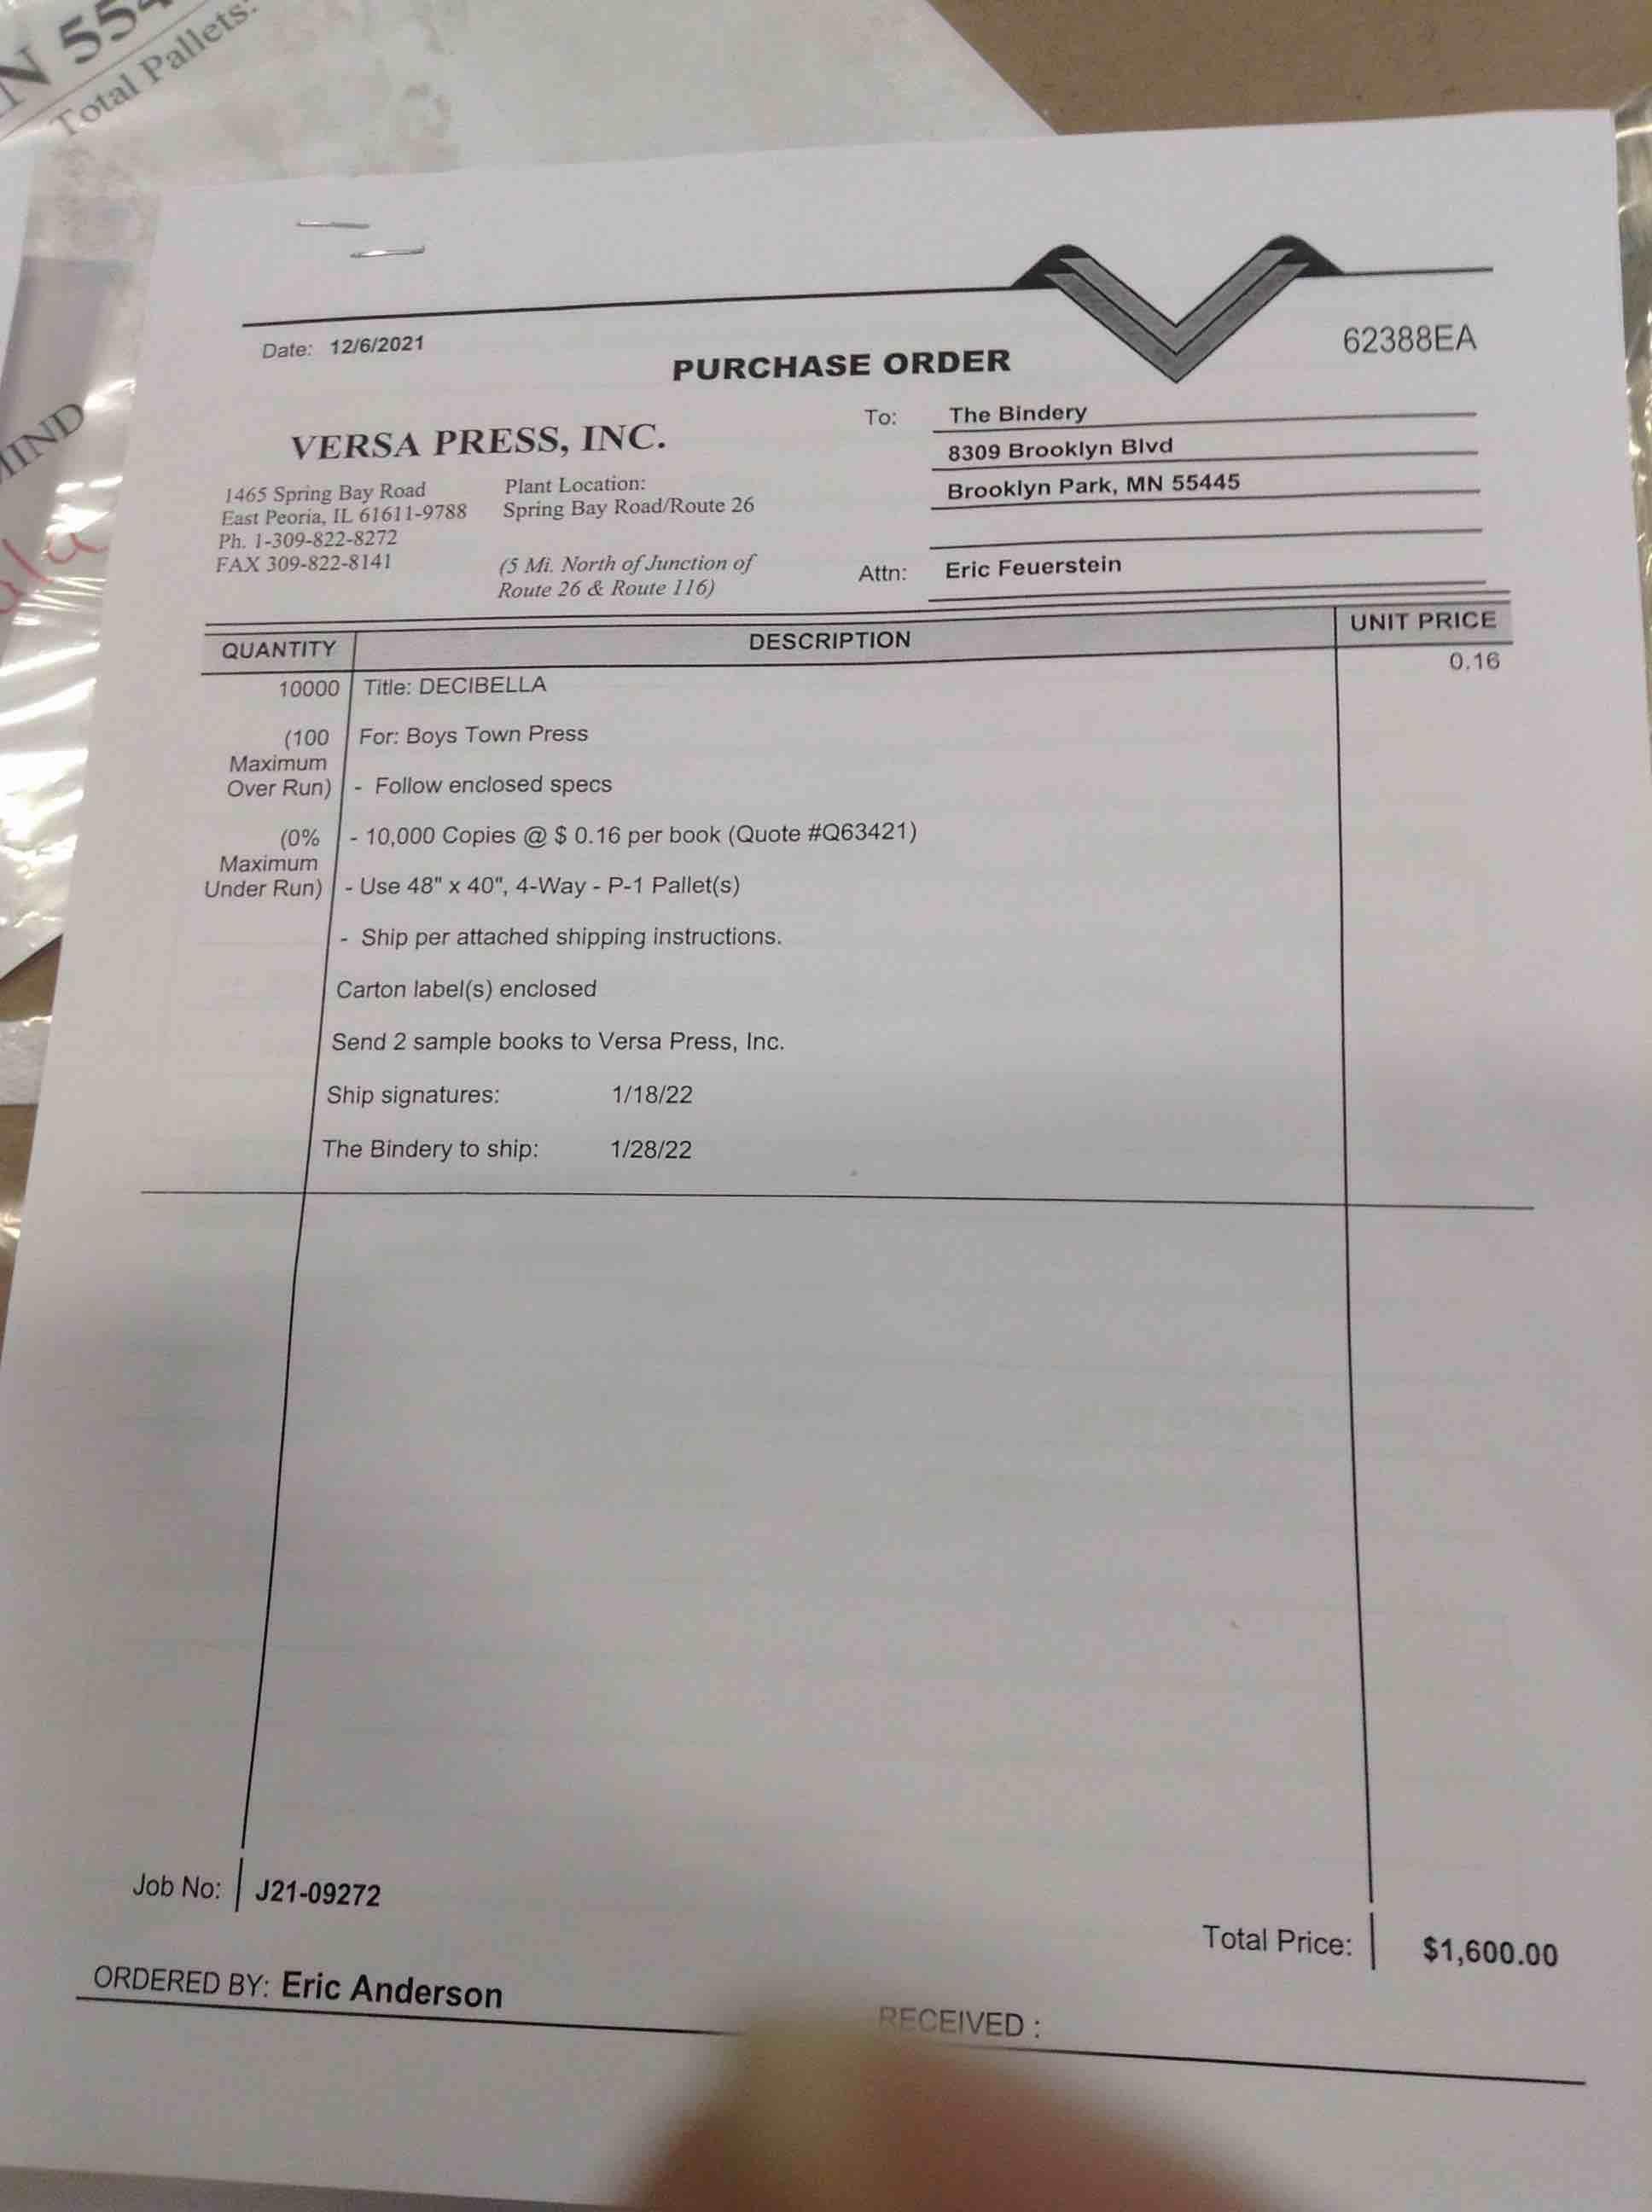 N 554
Total Pallets:
MIND
Date: 12/6/2021
PURCHASE ORDER
62388EA
VERSA PRESS, INC.
1465 Spring Bay Road
East Peoria, IL 61611-9788
Ph. 1-309-822-8272
FAX 309-822-8141
Plant Location:
Spring Bay Road/Route 26
(5 Mi. North of Junction of
Route 26 & Route 116)
To: The Bindery
8309 Brooklyn Blvd
Brooklyn Park, MN 55445
Attn: Eric Feuerstein
QUANTITY DESCRIPTION UNIT PRICE
10000 Title: DECIBELLA 0.16
(100 For: Boys Town Press
Maximum
Over Run) - Follow enclosed specs
(0% - 10,000 Copies @ $ 0.16 per book (Quote #Q63421)
Maximum
Under Run) - Use 48" x 40", 4-Way - P-1 Pallet(s)
- Ship per attached shipping instructions.
Carton label(s) enclosed
Send 2 sample books to Versa Press, Inc.
Ship signatures: 1/18/22
The Bindery to ship: 1/28/22
Job No: J21-09272
Total Price: $1,600.00
ORDERED BY: Eric Anderson
RECEIVED :